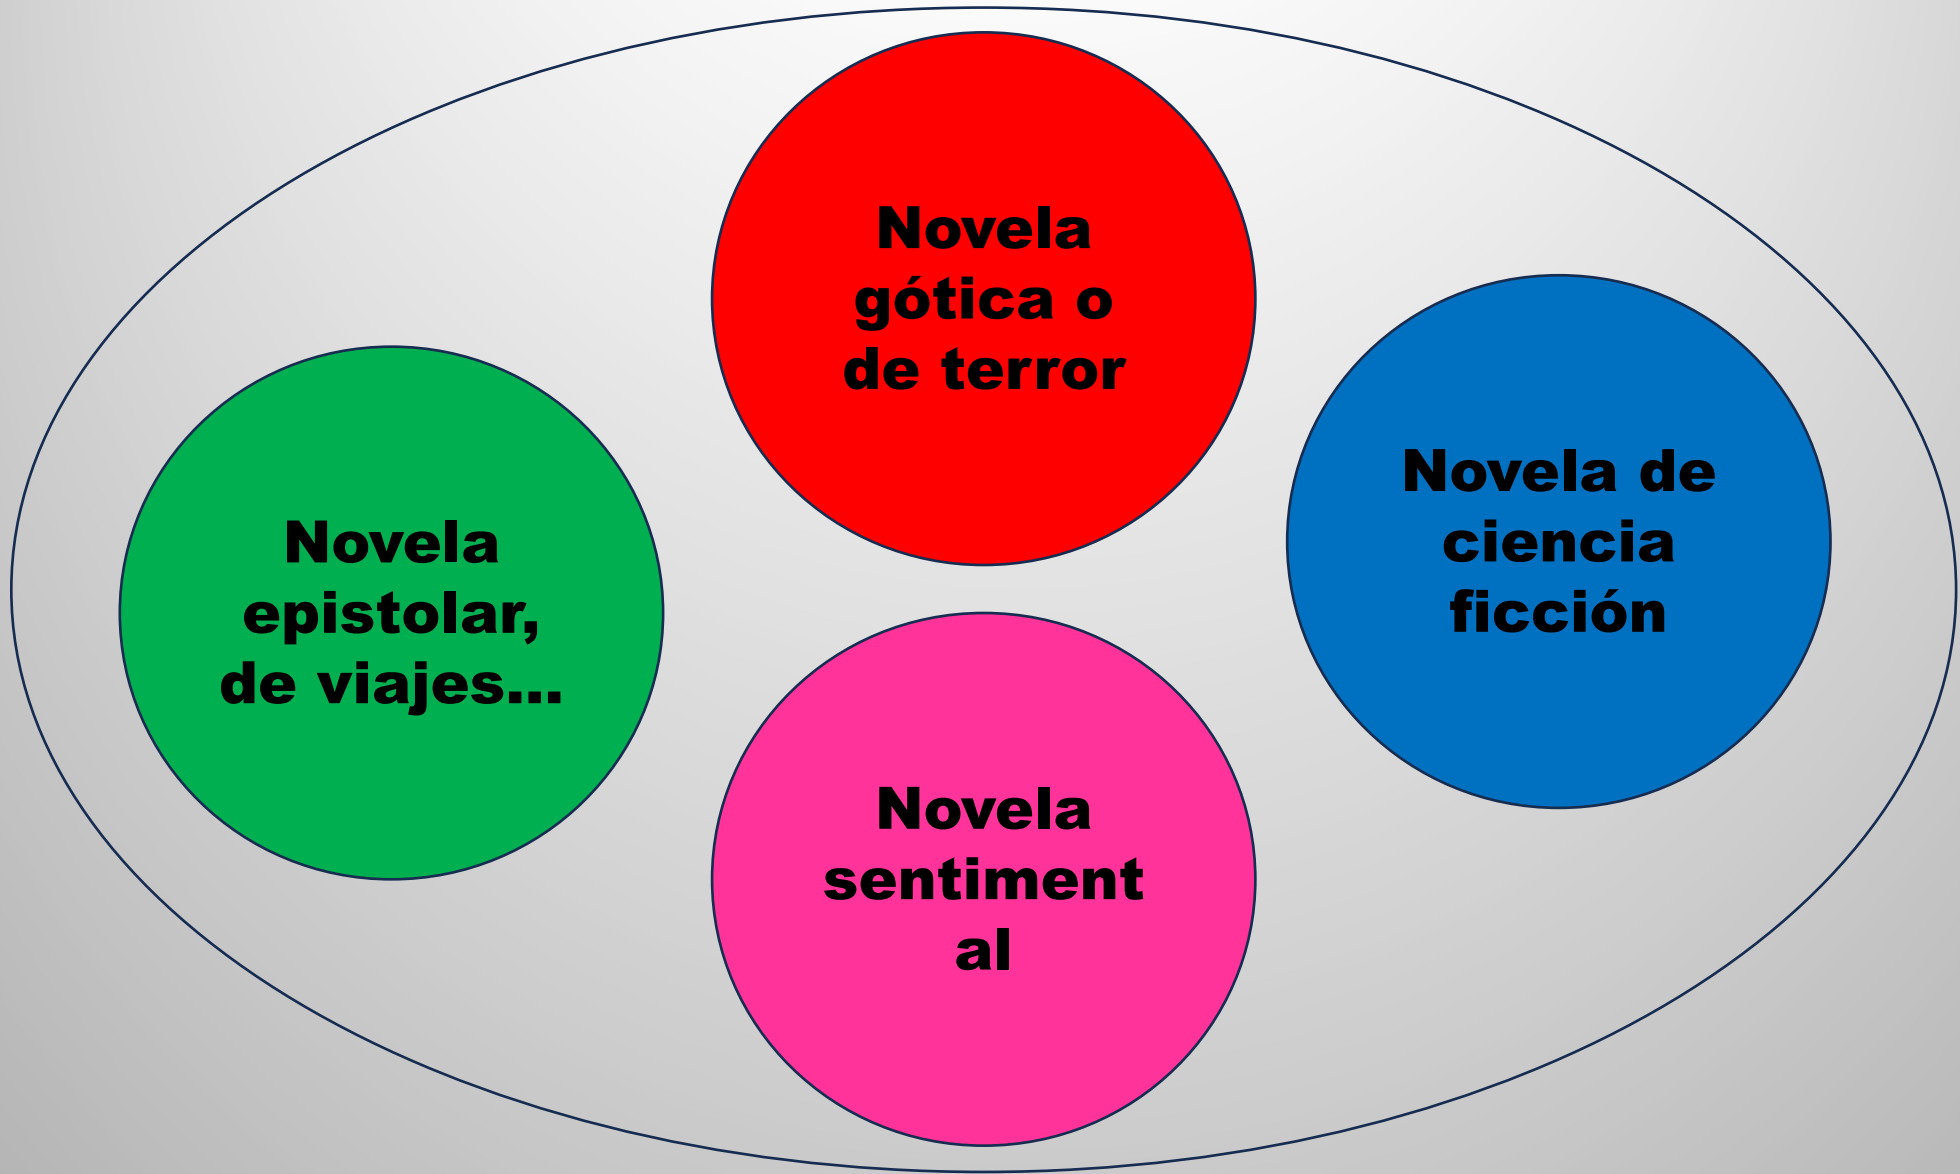 Novela
gótica o
de terror
Novela de
ciencia
ficción
Novela
epistolar,
de viajes...
Novela
sentiment
al